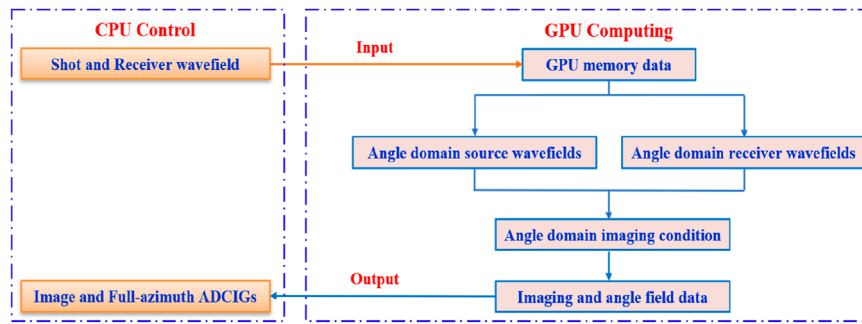 CPU Control
GPU Computing
Shot and Receiver wavefield
Input
GPU memory data
Angle domain source wavefields
Angle domain receiver wavefields
Angle domain imaging condition
Image and Full-azimuth ADCIGs
Output
Imaging and angle field data